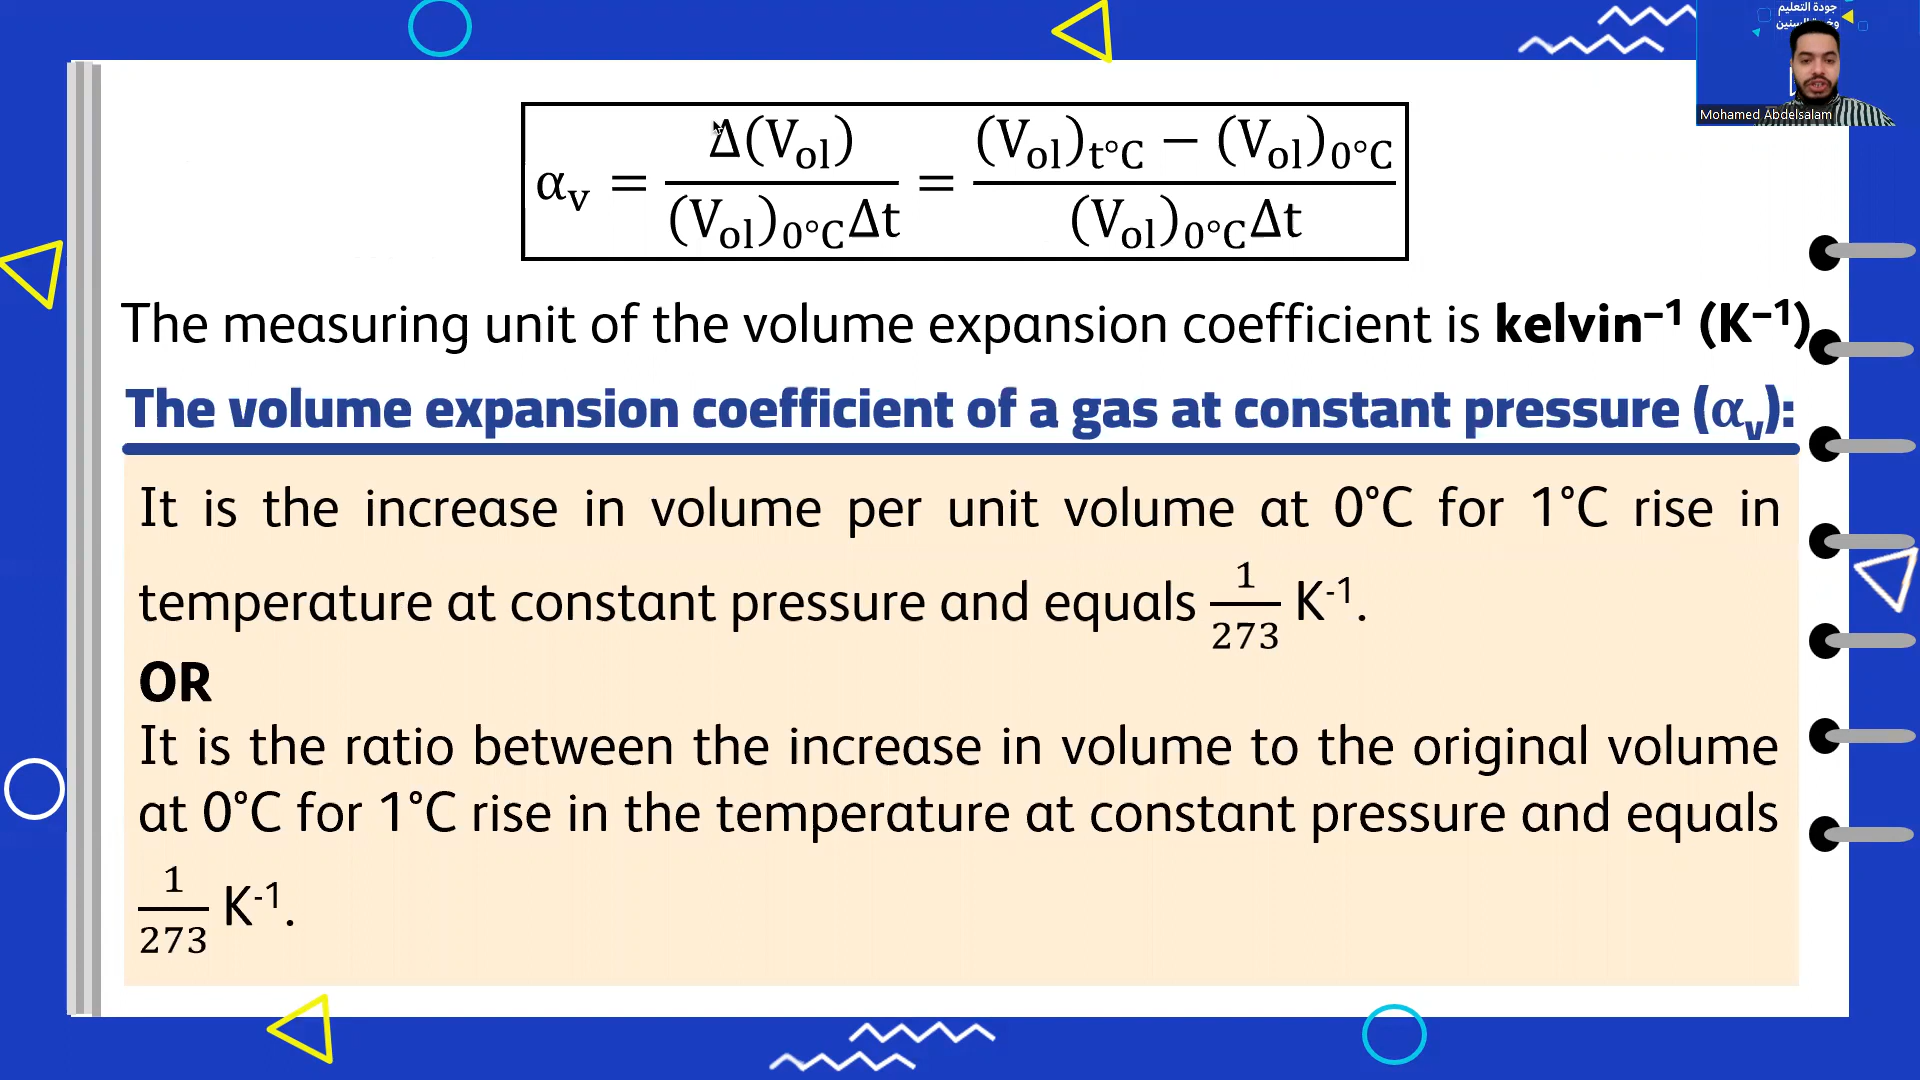 جودة التعليم
Mohamed Abdelsalam
αᵥ = Δ(Vₒₗ) / (Vₒₗ)₀°C Δt = ((Vₒₗ)t°C − (Vₒₗ)₀°C) / (Vₒₗ)₀°C Δt
The measuring unit of the volume expansion coefficient is kelvin⁻¹ (K⁻¹)
The volume expansion coefficient of a gas at constant pressure (αᵥ):
It is the increase in volume per unit volume at 0°C for 1°C rise in
temperature at constant pressure and equals 1/273 K⁻¹.
OR
It is the ratio between the increase in volume to the original volume
at 0°C for 1°C rise in the temperature at constant pressure and equals
1/273 K⁻¹.